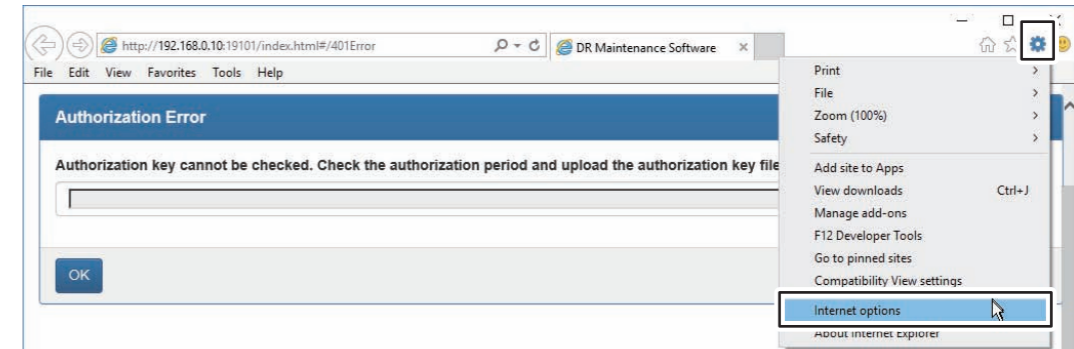 http://192.168.0.10:19101/index.html#/401Error
DR Maintenance Software
File Edit View Favorites Tools Help
Authorization Error
Authorization key cannot be checked. Check the authorization period and upload the authorization key file
OK
Print
File
Zoom (100%)
Safety
Add site to Apps
View downloads Ctrl+J
Manage add-ons
F12 Developer Tools
Go to pinned sites
Compatibility View settings
Internet options
About Internet Explorer